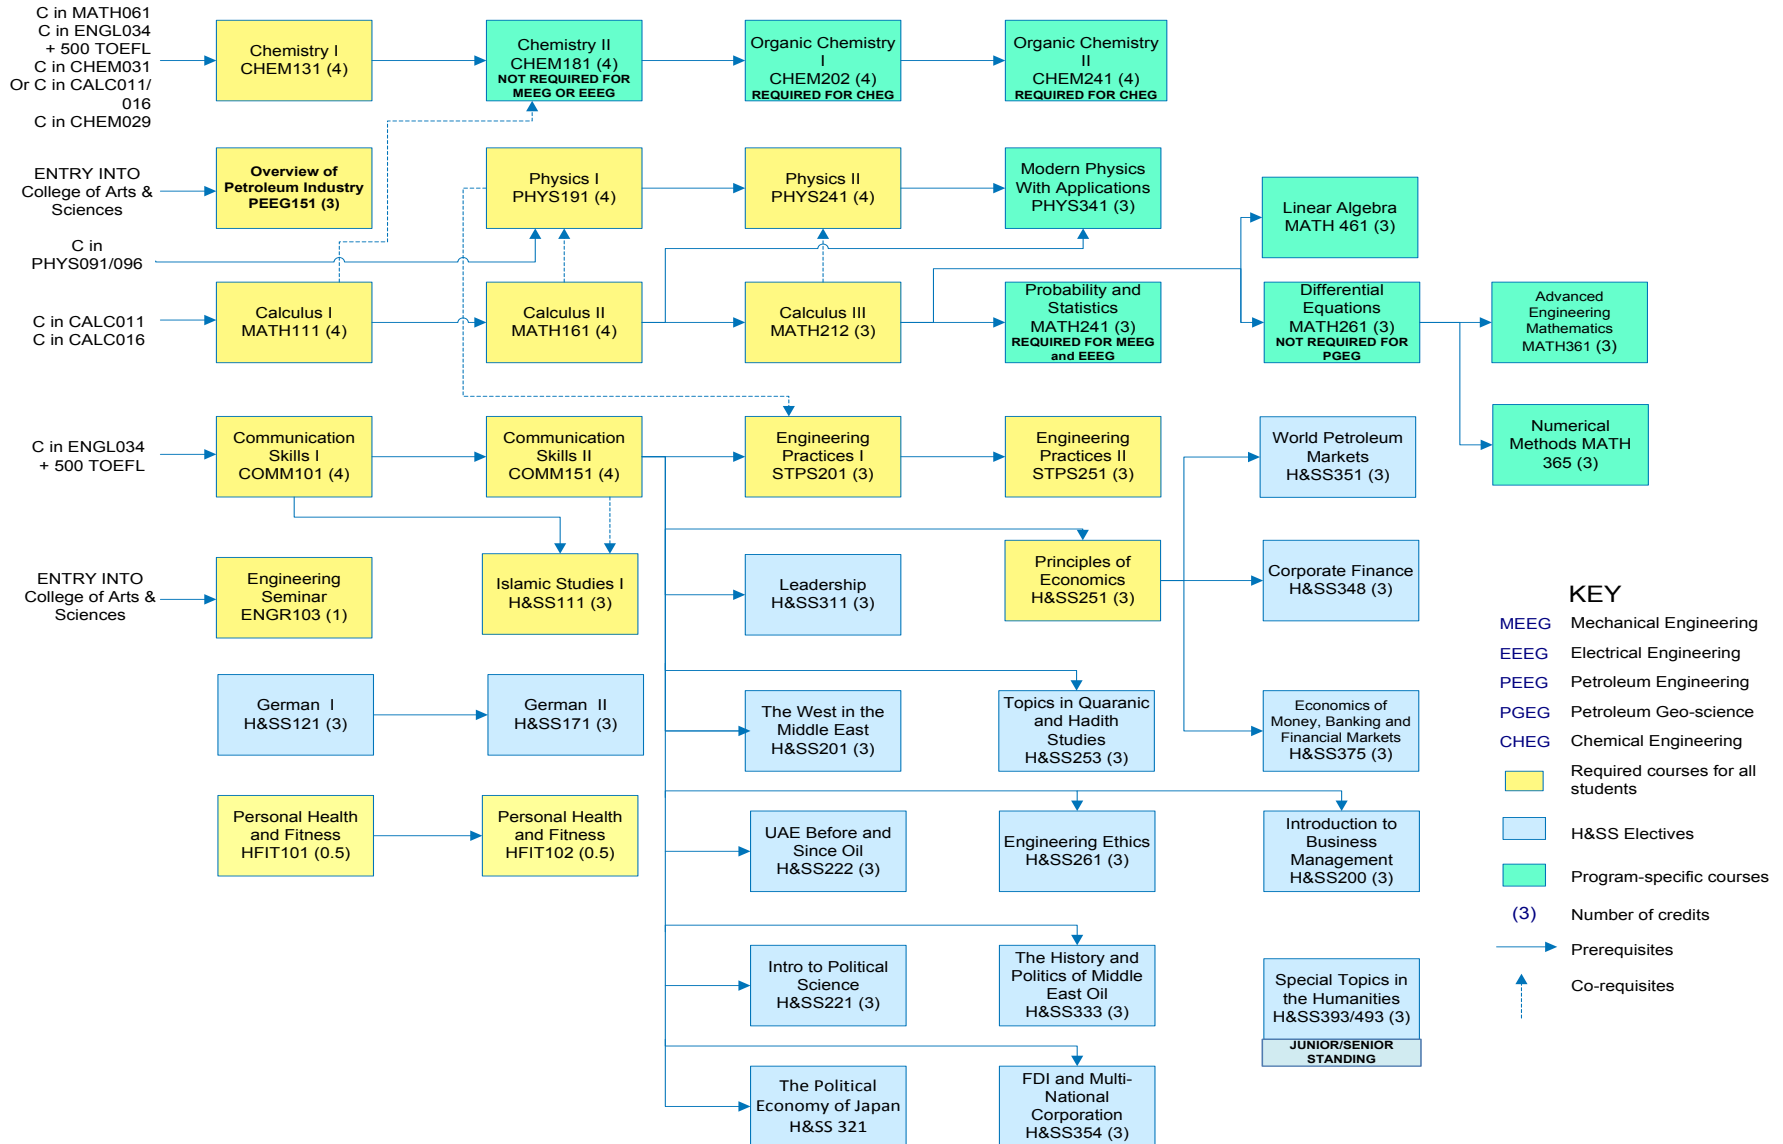 C in MATH061
C in ENGL034
+ 500 TOEFL
C in CHEM031
Or C in CALC011/
016
C in CHEM029
Chemistry I
CHEM131 (4)
Chemistry II
CHEM181 (4)
NOT REQUIRED FOR
MEEG OR EEEG
Organic Chemistry
I
CHEM202 (4)
REQUIRED FOR CHEG
Organic Chemistry
II
CHEM241 (4)
REQUIRED FOR CHEG
ENTRY INTO
College of Arts &
Sciences
Overview of
Petroleum Industry
PEEG151 (3)
Physics I
PHYS191 (4)
Physics II
PHYS241 (4)
Modern Physics
With Applications
PHYS341 (3)
Linear Algebra
MATH 461 (3)
C in
PHYS091/096
C in CALC011
C in CALC016
Calculus I
MATH111 (4)
Calculus II
MATH161 (4)
Calculus III
MATH212 (3)
Probability and
Statistics
MATH241 (3)
REQUIRED FOR MEEG
and EEEG
Differential
Equations
MATH261 (3)
NOT REQUIRED FOR
PGEG
Advanced
Engineering
Mathematics
MATH361 (3)
C in ENGL034
+ 500 TOEFL
Communication
Skills I
COMM101 (4)
Communication
Skills II
COMM151 (4)
Engineering
Practices I
STPS201 (3)
Engineering
Practices II
STPS251 (3)
World Petroleum
Markets
H&SS351 (3)
Numerical
Methods MATH
365 (3)
ENTRY INTO
College of Arts &
Sciences
Engineering
Seminar
ENGR103 (1)
Islamic Studies I
H&SS111 (3)
Leadership
H&SS311 (3)
Principles of
Economics
H&SS251 (3)
Corporate Finance
H&SS348 (3)
German I
H&SS121 (3)
German II
H&SS171 (3)
The West in the
Middle East
H&SS201 (3)
Topics in Quaranic
and Hadith
Studies
H&SS253 (3)
Economics of
Money, Banking and
Financial Markets
H&SS375 (3)
Personal Health
and Fitness
HFIT101 (0.5)
Personal Health
and Fitness
HFIT102 (0.5)
UAE Before and
Since Oil
H&SS222 (3)
Engineering Ethics
H&SS261 (3)
Introduction to
Business
Management
H&SS200 (3)
Intro to Political
Science
H&SS221 (3)
The History and
Politics of Middle
East Oil
H&SS333 (3)
Special Topics in
the Humanities
H&SS393/493 (3)
JUNIOR/SENIOR
STANDING
The Political
Economy of Japan
H&SS 321
FDI and Multi-
National
Corporation
H&SS354 (3)
KEY
MEEG Mechanical Engineering
EEEG Electrical Engineering
PEEG Petroleum Engineering
PGEG Petroleum Geo-science
CHEG Chemical Engineering
Required courses for all
students
H&SS Electives
Program-specific courses
(3) Number of credits
Prerequisites
Co-requisites